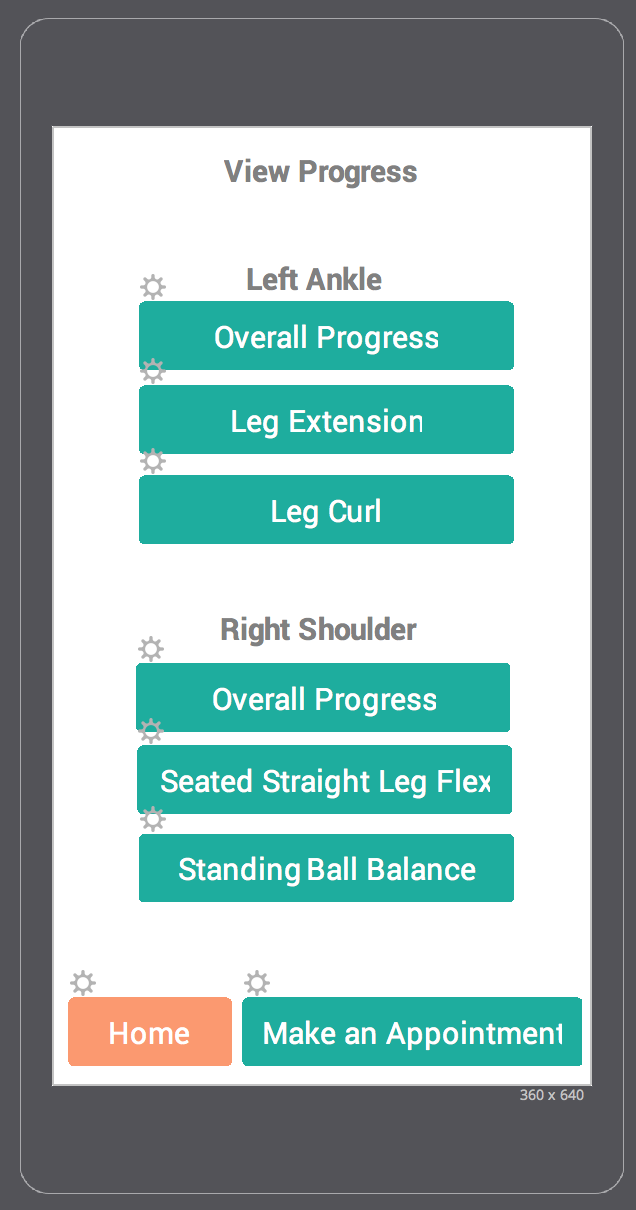 View Progress
Left Ankle
Overall Progress
Leg Extension
Leg Curl
Right Shoulder
Overall Progress
Seated Straight Leg Flex
Standing Ball Balance
Home
Make an Appointment
360 x 640